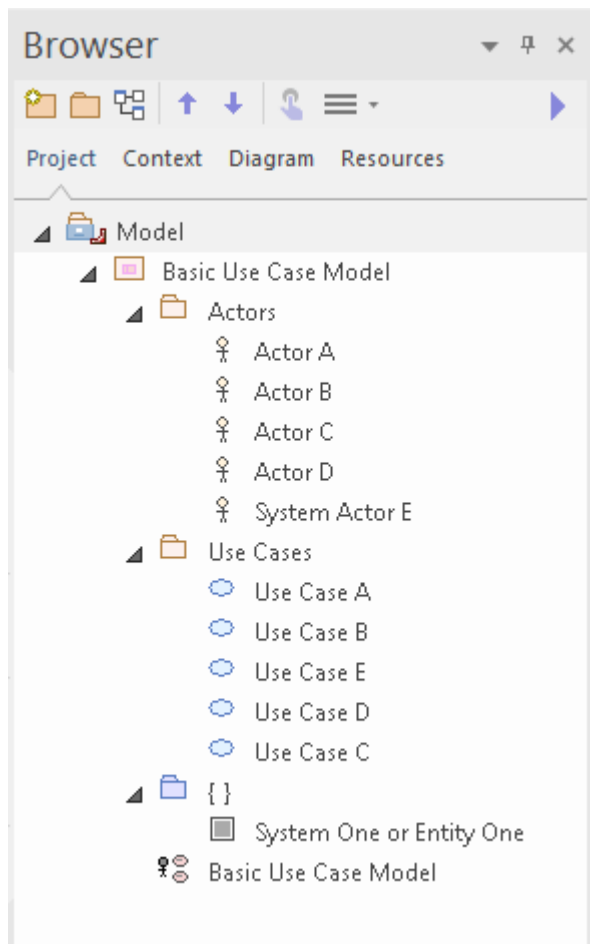 Browser
Project Context Diagram Resources
Model
Basic Use Case Model
Actors
Actor A
Actor B
Actor C
Actor D
System Actor E
Use Cases
Use Case A
Use Case B
Use Case E
Use Case D
Use Case C
{ }
System One or Entity One
Basic Use Case Model